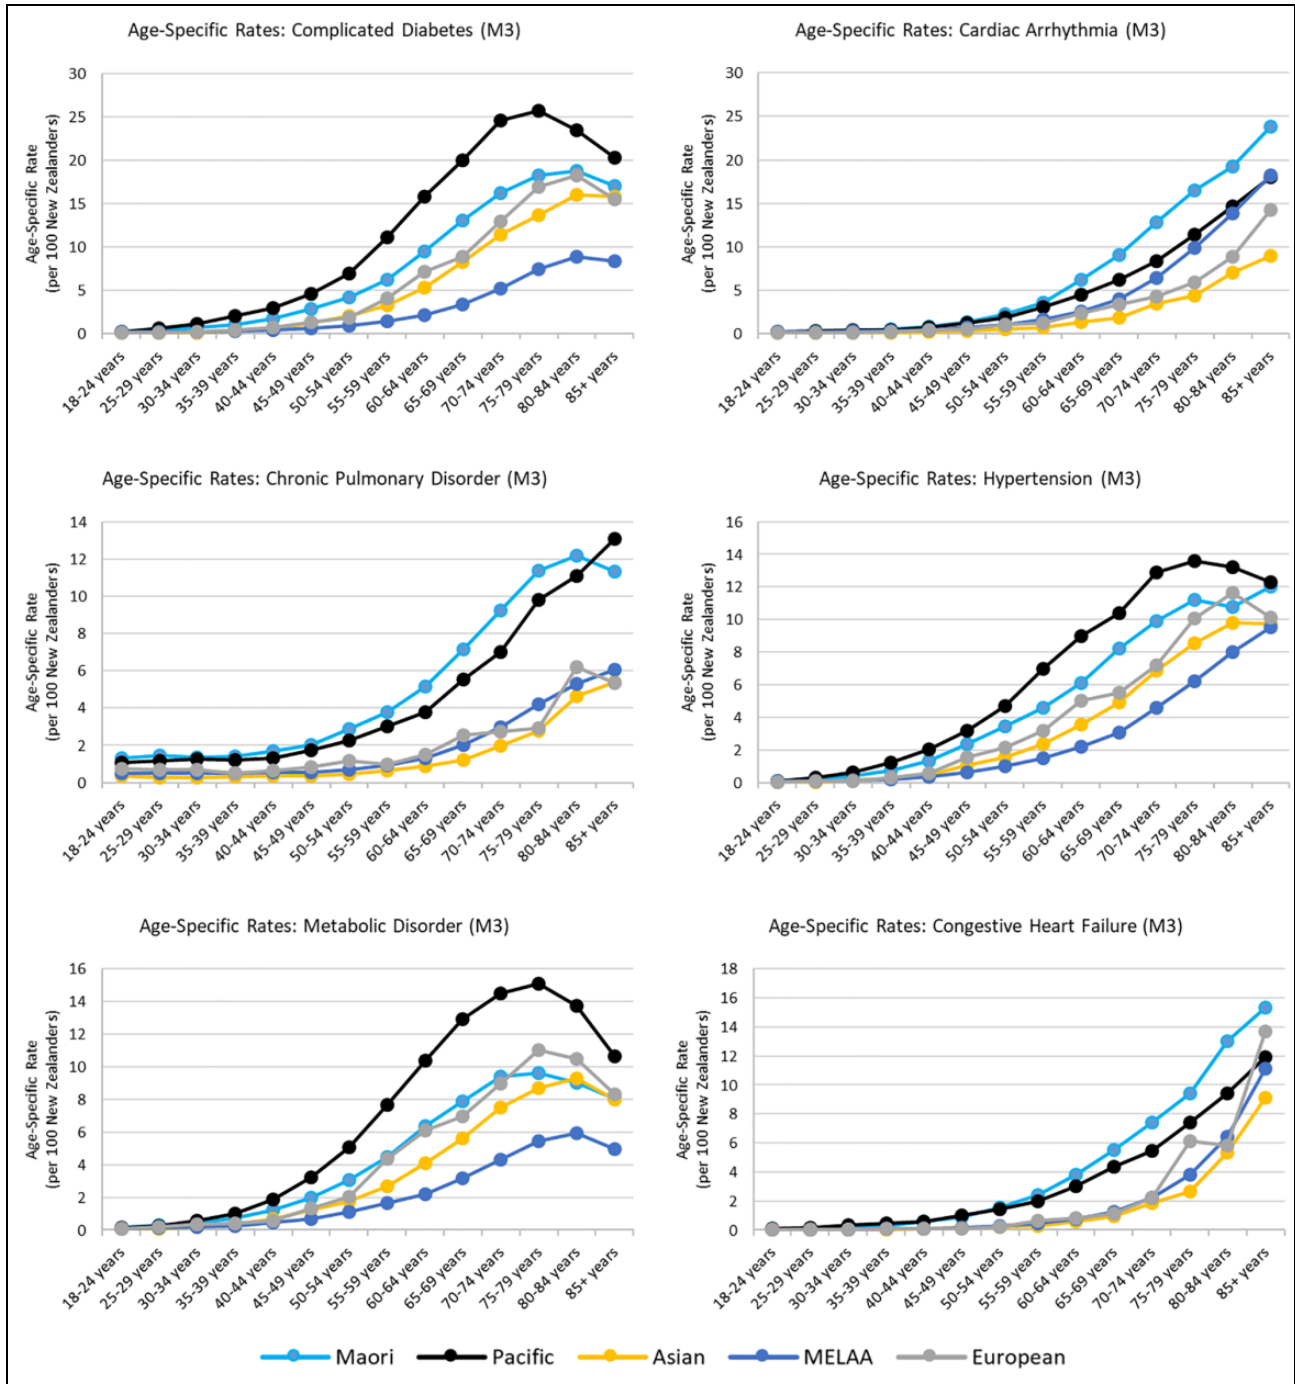 Age-Specific Rates: Complicated Diabetes (M3)
Age-Specific Rate
(per 100 New Zealanders)
30
25
20
15
10
5
0
18-24 years
25-29 years
30-34 years
35-39 years
40-44 years
45-49 years
50-54 years
55-59 years
60-64 years
65-69 years
70-74 years
75-79 years
80-84 years
85+ years
Age-Specific Rates: Cardiac Arrhythmia (M3)
Age-Specific Rate
(per 100 New Zealanders)
30
25
20
15
10
5
0
18-24 years
25-29 years
30-34 years
35-39 years
40-44 years
45-49 years
50-54 years
55-59 years
60-64 years
65-69 years
70-74 years
75-79 years
80-84 years
85+ years
Age-Specific Rates: Chronic Pulmonary Disorder (M3)
Age-Specific Rate
(per 100 New Zealanders)
14
12
10
8
6
4
2
0
18-24 years
25-29 years
30-34 years
35-39 years
40-44 years
45-49 years
50-54 years
55-59 years
60-64 years
65-69 years
70-74 years
75-79 years
80-84 years
85+ years
Age-Specific Rates: Hypertension (M3)
Age-Specific Rate
(per 100 New Zealanders)
16
14
12
10
8
6
4
2
0
18-24 years
25-29 years
30-34 years
35-39 years
40-44 years
45-49 years
50-54 years
55-59 years
60-64 years
65-69 years
70-74 years
75-79 years
80-84 years
85+ years
Age-Specific Rates: Metabolic Disorder (M3)
Age-Specific Rate
(per 100 New Zealanders)
16
14
12
10
8
6
4
2
0
18-24 years
25-29 years
30-34 years
35-39 years
40-44 years
45-49 years
50-54 years
55-59 years
60-64 years
65-69 years
70-74 years
75-79 years
80-84 years
85+ years
Age-Specific Rates: Congestive Heart Failure (M3)
Age-Specific Rate
(per 100 New Zealanders)
18
16
14
12
10
8
6
4
2
0
18-24 years
25-29 years
30-34 years
35-39 years
40-44 years
45-49 years
50-54 years
55-59 years
60-64 years
65-69 years
70-74 years
75-79 years
80-84 years
85+ years
Maori Pacific Asian MELAA European